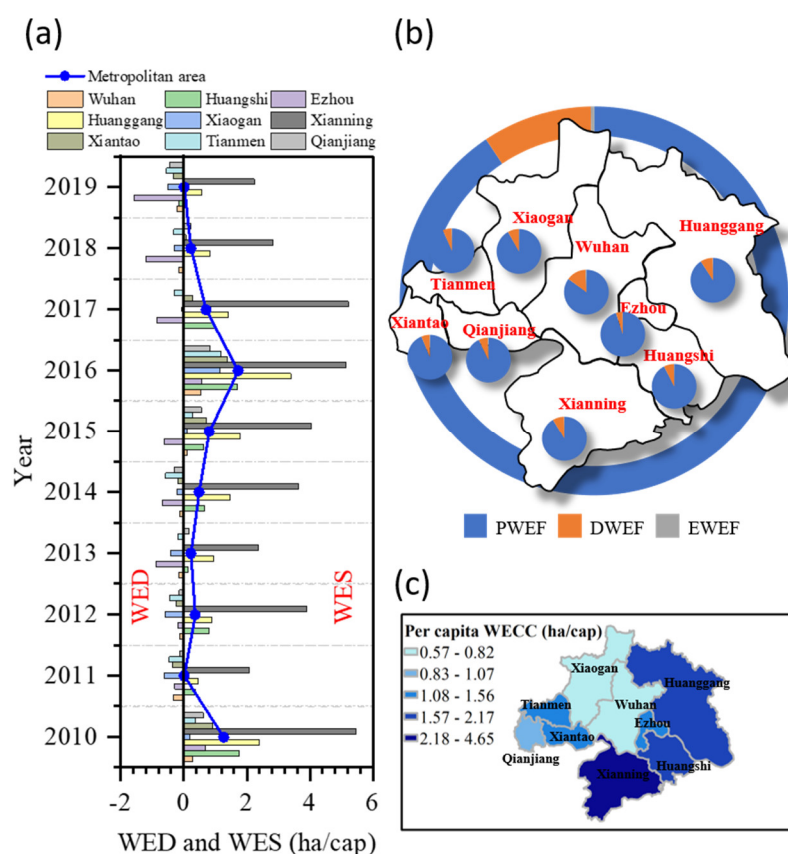 (a)
Metropolitan area
Wuhan Huangshi Ezhou
Huanggang Xiaogan Xianning
Xiantao Tianmen Qianjiang
2019
2018
2017
2016
2015
2014
2013
2012
2011
2010
Year
WED
WES
-2 0 2 4 6
WED and WES (ha/cap)
(b)
Xiaogan
Huanggang
Wuhan
Tianmen
Ezhou
Xiantao
Qianjiang
Huangshi
Xianning
PWEF DWEF EWEF
(c)
Per capita WECC (ha/cap)
0.57 - 0.82
0.83 - 1.07
1.08 - 1.56
1.57 - 2.17
2.18 - 4.65
Xiaogan
Huanggang
Tianmen
Wuhan
Ezhou
Xiantao
Qianjiang
Huangshi
Xianning